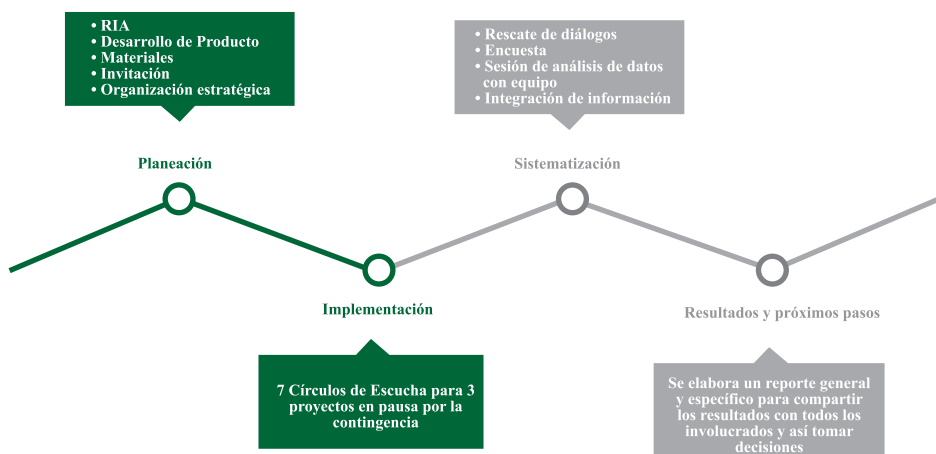 • RIA
• Desarrollo de Producto
• Materiales
• Invitación
• Organización estratégica
Planeación
Implementación
7 Círculos de Escucha para 3
proyectos en pausa por la
contingencia
• Rescate de diálogos
• Encuesta
• Sesión de análisis de datos
con equipo
• Integración de información
Sistematización
Resultados y próximos pasos
Se elabora un reporte general
y específico para compartir
los resultados con todos los
involucrados y así tomar
decisiones